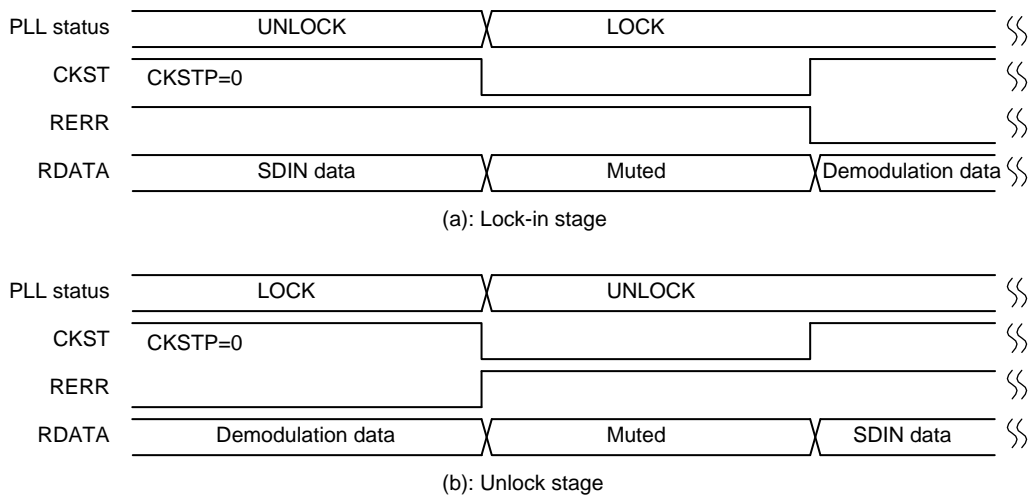 PLL status UNLOCK LOCK
CKST CKSTP=0
RERR
RDATA SDIN data Muted Demodulation data
(a): Lock-in stage
PLL status LOCK UNLOCK
CKST CKSTP=0
RERR
RDATA Demodulation data Muted SDIN data
(b): Unlock stage